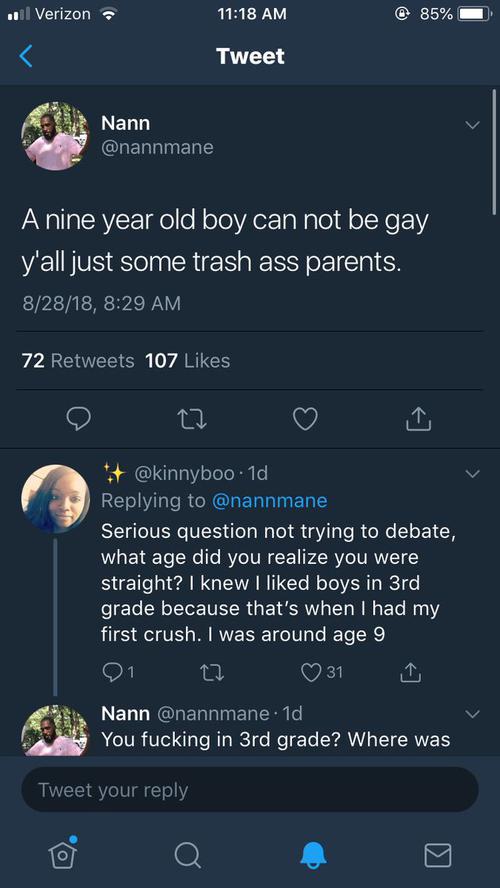 Verizon 11:18 AM 85%
Tweet
Nann
@nannmane
A nine year old boy can not be gay
y'all just some trash ass parents.
8/28/18, 8:29 AM
72 Retweets 107 Likes
✨ @kinnyboo · 1d
Replying to @nannmane
Serious question not trying to debate,
what age did you realize you were
straight? I knew I liked boys in 3rd
grade because that's when I had my
first crush. I was around age 9
1 31
Nann @nannmane · 1d
You fucking in 3rd grade? Where was
Tweet your reply